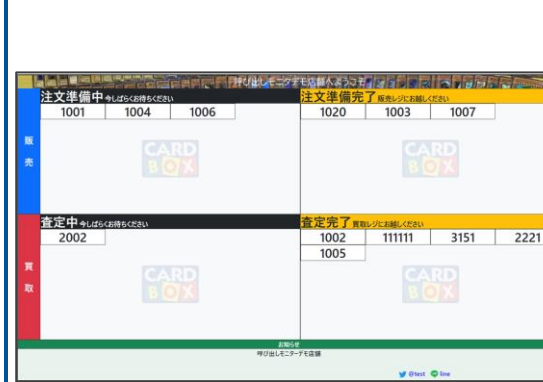 呼び出しモニタデモ店舗へようこそ
注文準備中 今しばらくお待ちください
1001 1004 1006
注文準備完了 販売レジにお越しください
1020 1003 1007
販売
CARD BOX
CARD BOX
査定中 今しばらくお待ちください
2002
査定完了 買取レジにお越しください
1002 111111 3151 2221
1005
買取
CARD BOX
CARD BOX
お知らせ
呼び出しモニターデモ店舗
@test line